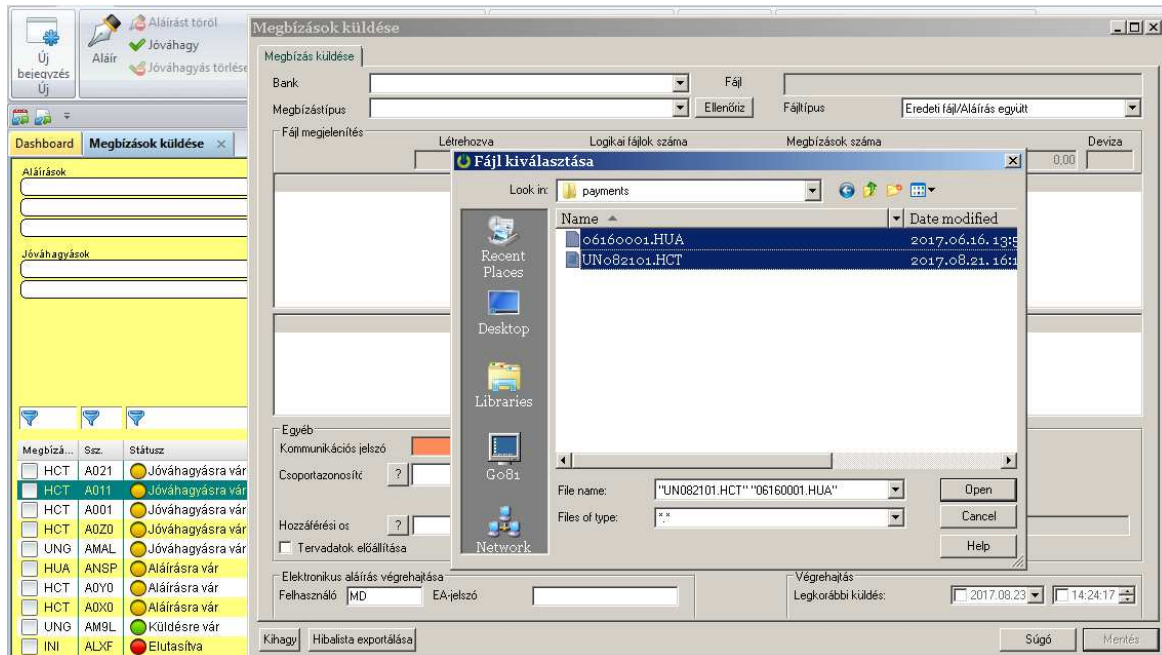 Új bejegyzés
Új
Aláír
Aláírást töröl
Jóváhagy
Jóváhagyás törlése
Dashboard
Megbízások küldése
Aláírások
Jóváhagyások
Megbízá... Ssz. Státusz
HCT A021 Jóváhagyásra vár
HCT A011 Jóváhagyásra vár
HCT A001 Jóváhagyásra vár
HCT A0Z0 Jóváhagyásra vár
UNG AMAL Jóváhagyásra vár
HUA ANSP Aláírásra vár
HCT A0Y0 Aláírásra vár
HCT A0X0 Aláírásra vár
UNG AM9L Küldésre vár
INI ALXF Elutasítva
Megbízások küldése
Megbízás küldése
Bank Fájl
Megbízástípus Ellenőriz Fájltípus Eredeti fájl/Aláírás együtt
Fájl megjelenítés
Létrehozva Logikai fájlok száma Megbízások száma Deviza
0,00
Fájl kiválasztása
Look in: payments
Name Date modified
06160001.HUA 2017.06.16. 13:5
UN082101.HCT 2017.08.21. 16:1
Recent Places
Desktop
Libraries
Go81
Network
File name: "UN082101.HCT" "06160001.HUA" Open
Files of type: *.* Cancel
Help
Egyéb
Kommunikációs jelszó
Csoportazonosító ?
Hozzáférési os ?
Tervadatok előállítása
Elektronikus aláírás végrehajtása
Felhasználó MD EA-jelszó
Végrehajtás
Legkorábbi küldés: 2017.08.23 14:24:17
Kihagy Hibalista exportálása Súgó Mentés